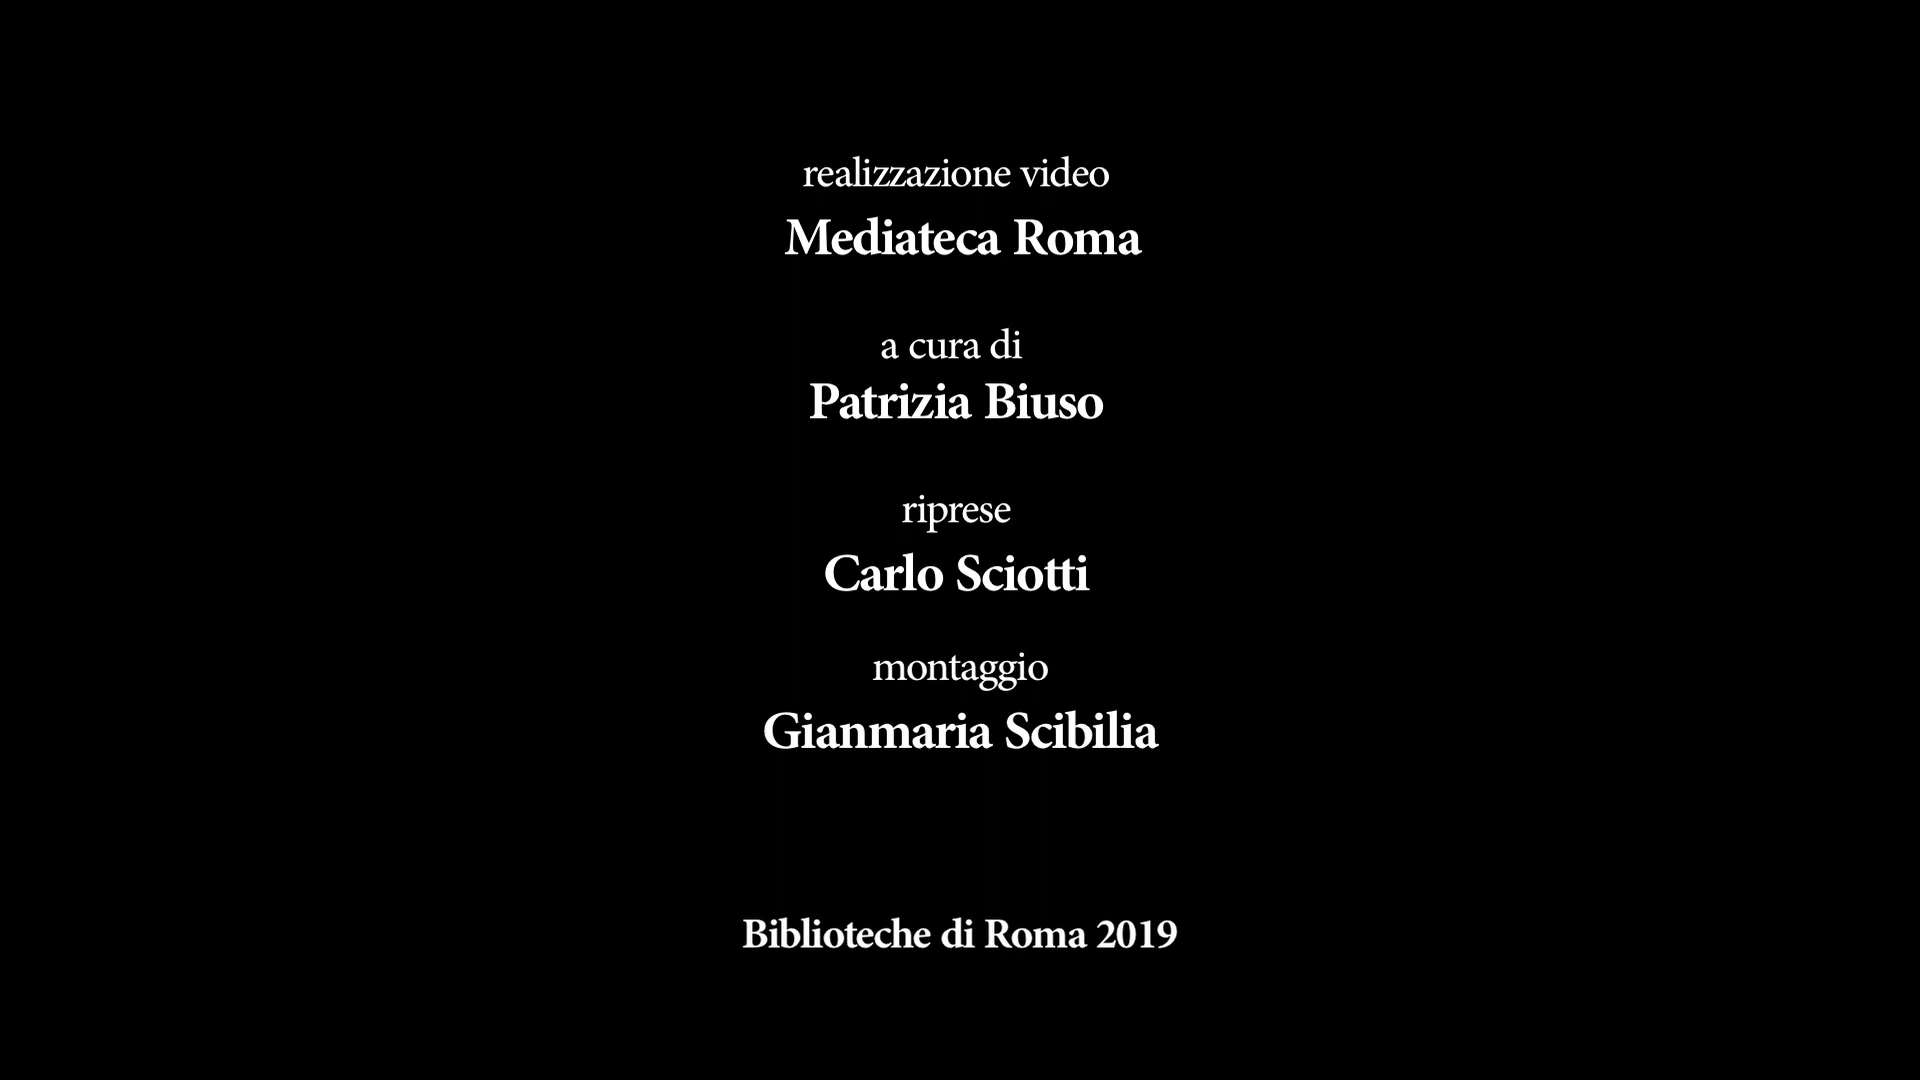 realizzazione video
Mediateca Roma
a cura di
Patrizia Biuso
riprese
Carlo Sciotti
montaggio
Gianmaria Scibilia
Biblioteche di Roma 2019